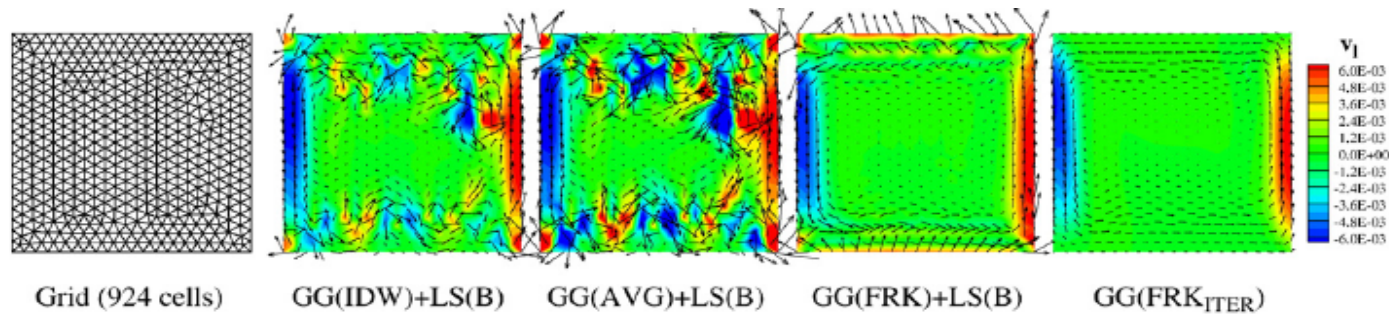 v_l
6.0E-03
4.8E-03
3.6E-03
2.4E-03
1.2E-03
0.0E+00
-1.2E-03
-2.4E-03
-3.6E-03
-4.8E-03
-6.0E-03
Grid (924 cells) GG(IDW)+LS(B) GG(AVG)+LS(B) GG(FRK)+LS(B) GG(FRK_ITER)